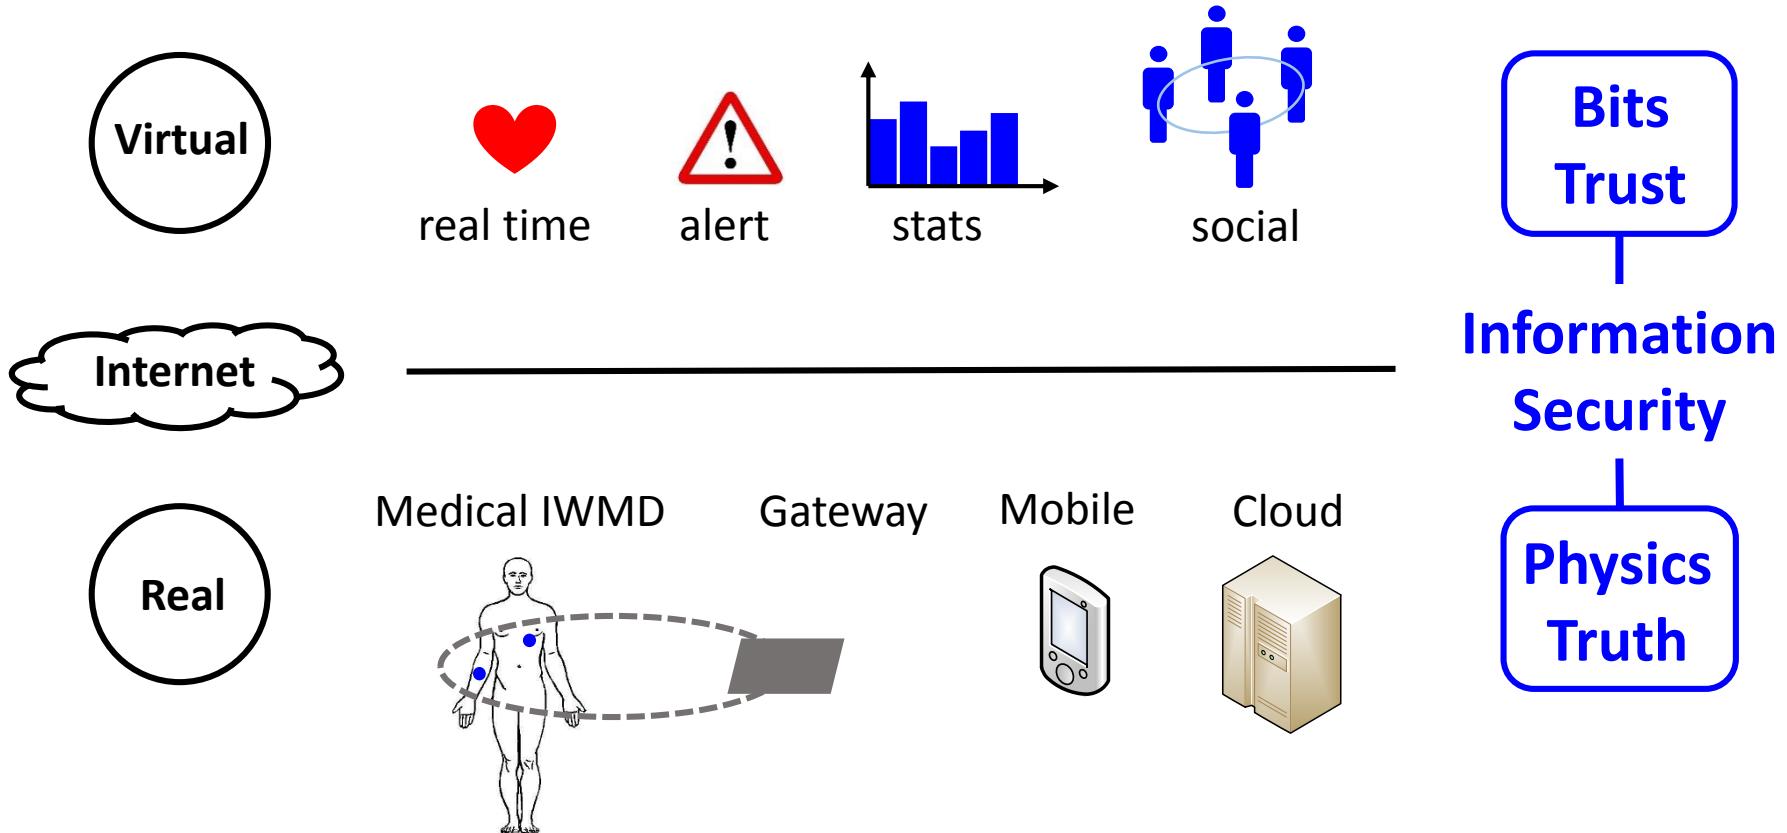 Virtual
real time
alert
stats
social
Bits
Trust
Internet
Information
Security
Medical IWMD
Gateway
Mobile
Cloud
Real
Physics
Truth